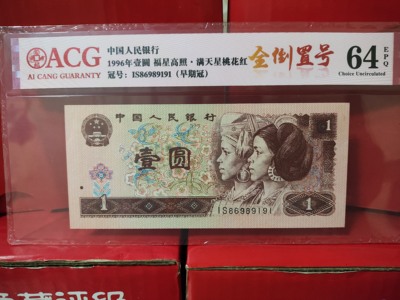 ACG
AI CANG GUARANTY
中国人民银行
1996年壹圆 福星高照·满天星桃花红
冠号: IS86989191 (早期冠)
全倒置号
64 EPQ
Choice Uncirculated
中国人民银行
1
壹圆
IS86989191
1
1